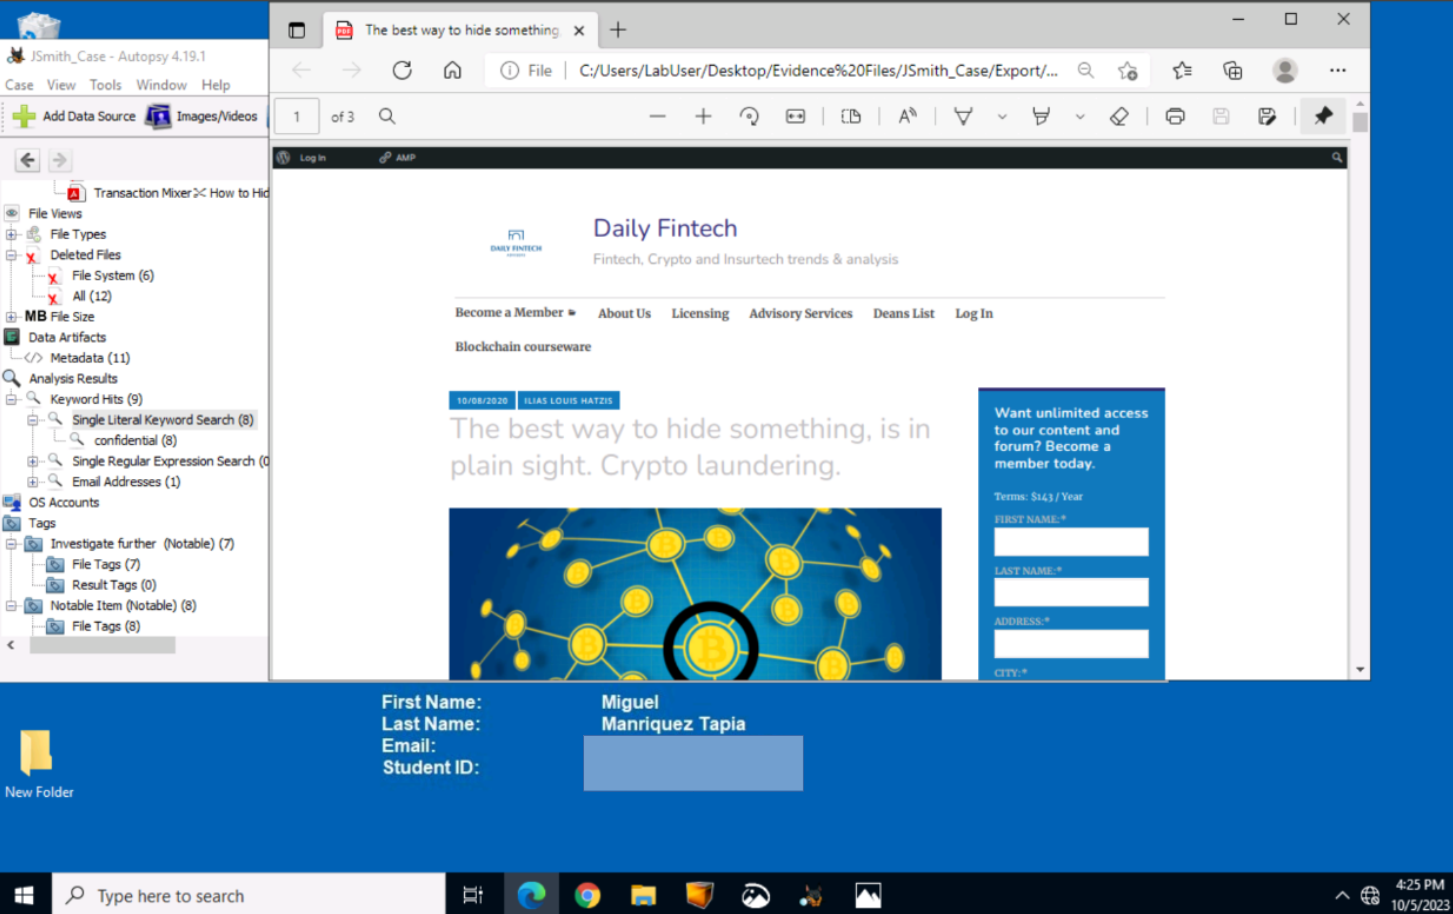 The best way to hide something,
JSmith_Case - Autopsy 4.19.1
Case View Tools Window Help
Add Data Source Images/Videos
File C:/Users/LabUser/Desktop/Evidence%20Files/JSmith_Case/Export/...
1 of 3
Transaction Mixer How to Hid
File Views
File Types
Deleted Files
File System (6)
All (12)
MB File Size
Data Artifacts
Metadata (11)
Analysis Results
Keyword Hits (9)
Single Literal Keyword Search (8)
confidential (8)
Single Regular Expression Search (0
Email Addresses (1)
OS Accounts
Tags
Investigate further (Notable) (7)
File Tags (7)
Result Tags (0)
Notable Item (Notable) (8)
File Tags (8)
Log In AMP
DAILY FINTECH
Daily Fintech
Fintech, Crypto and Insurtech trends & analysis
Become a Member About Us Licensing Advisory Services Deans List Log In
Blockchain courseware
10/08/2020 ILIAS LOUIS HATZIS
The best way to hide something, is in
plain sight. Crypto laundering.
Want unlimited access
to our content and
forum? Become a
member today.
Terms: $143 / Year
FIRST NAME:*
LAST NAME:*
ADDRESS:*
CITY:*
First Name: Miguel
Last Name: Manriquez Tapia
Email:
Student ID:
New Folder
Type here to search
4:25 PM
10/5/2023